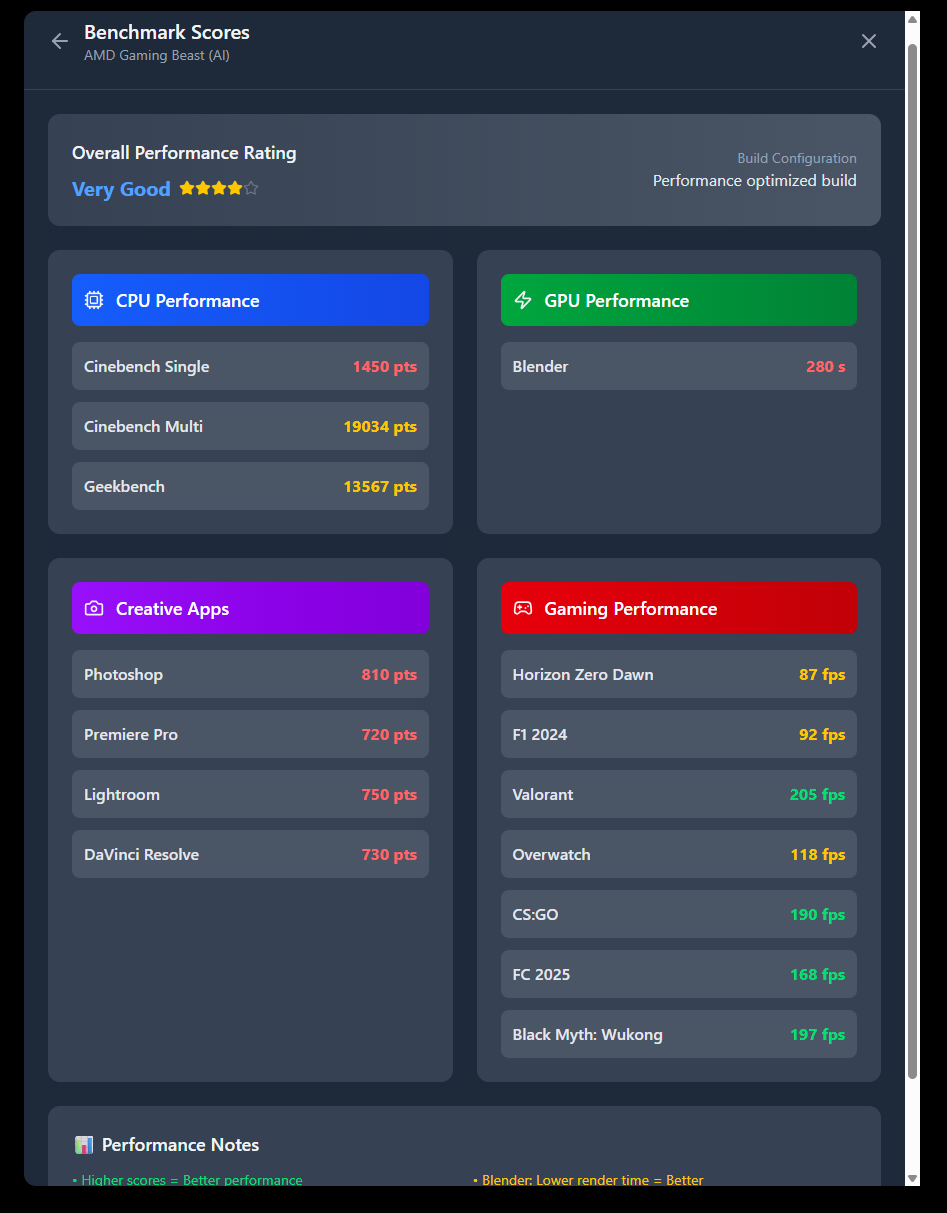 Benchmark Scores
AMD Gaming Beast (AI)
Overall Performance Rating
Very Good
Build Configuration
Performance optimized build
CPU Performance
Cinebench Single 1450 pts
Cinebench Multi 19034 pts
Geekbench 13567 pts
GPU Performance
Blender 280 s
Creative Apps
Photoshop 810 pts
Premiere Pro 720 pts
Lightroom 750 pts
DaVinci Resolve 730 pts
Gaming Performance
Horizon Zero Dawn 87 fps
F1 2024 92 fps
Valorant 205 fps
Overwatch 118 fps
CS:GO 190 fps
FC 2025 168 fps
Black Myth: Wukong 197 fps
Performance Notes
• Higher scores = Better performance
• Blender: Lower render time = Better